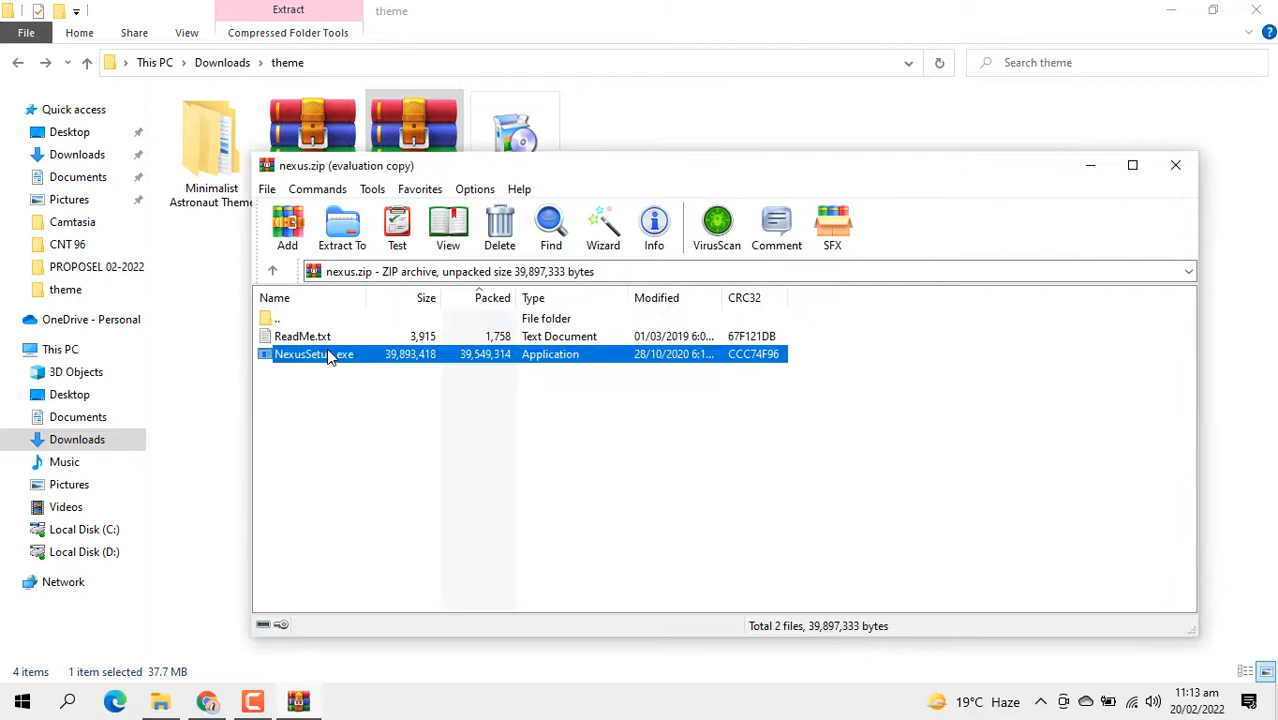 Extract
theme
File
Home
Share
View
Compressed Folder Tools
This PC
Downloads
theme
Search theme
Quick access
Desktop
Downloads
Documents
Pictures
Camtasia
CNT 96
PROPOSEL 02-2022
theme
OneDrive - Personal
This PC
3D Objects
Desktop
Documents
Downloads
Music
Pictures
Videos
Local Disk (C:)
Local Disk (D:)
Network
Minimalist
Astronaut Theme
nexus.zip (evaluation copy)
File
Commands
Tools
Favorites
Options
Help
Add
Extract To
Test
View
Delete
Find
Wizard
Info
VirusScan
Comment
SFX
nexus.zip - ZIP archive, unpacked size 39,897,333 bytes
Name Size Packed Type Modified CRC32
.. File folder
ReadMe.txt 3,915 1,758 Text Document 01/03/2019 6:0... 67F121DB
NexusSetup.exe 39,893,418 39,549,314 Application 28/10/2020 6:1... CCC74F96
Total 2 files, 39,897,333 bytes
4 items
1 item selected 37.7 MB
19°C Haze
11:13 am
20/02/2022